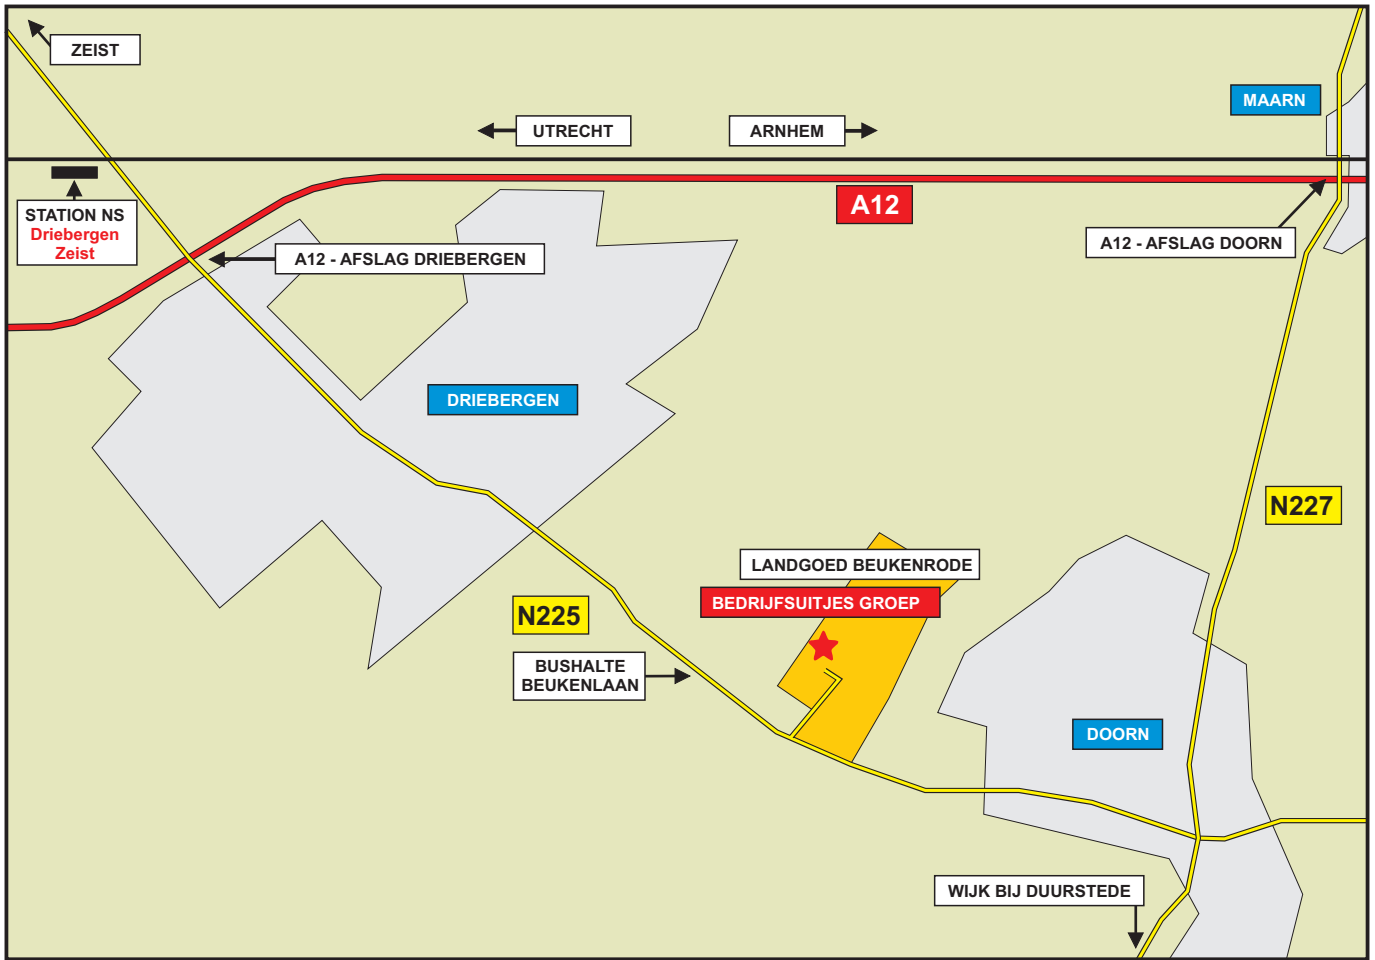 ZEIST
MAARN
UTRECHT
ARNHEM
A12
STATION NS
Driebergen
Zeist
A12 - AFSLAG DRIEBERGEN
A12 - AFSLAG DOORN
DRIEBERGEN
N227
LANDGOED BEUKENRODE
BEDRIJFSUITJES GROEP
N225
BUSHALTE
BEUKENLAAN
DOORN
WIJK BIJ DUURSTEDE